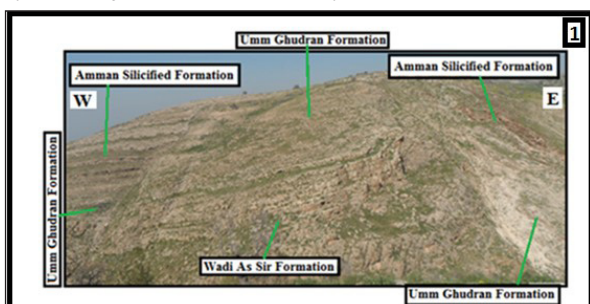 1
Umm Ghudran Formation
Amman Silicified Formation
Amman Silicified Formation
W
E
Umm Ghudran Formation
Wadi As Sir Formation
Umm Ghudran Formation